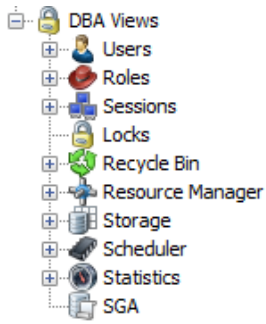 DBA Views
Users
Roles
Sessions
Locks
Recycle Bin
Resource Manager
Storage
Scheduler
Statistics
SGA